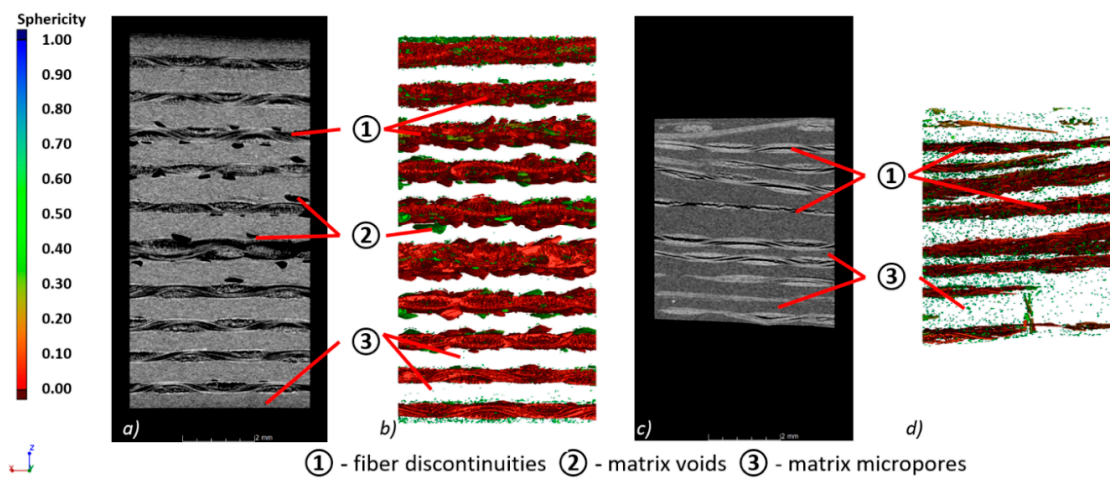 Sphericity
1.00
0.90
0.80
0.70
0.60
0.50
0.40
0.30
0.20
0.10
0.00
①
②
③
①
③
a)
2 mm
b)
c)
2 mm
d)
z
x
Y
① - fiber discontinuities ② - matrix voids ③ - matrix micropores